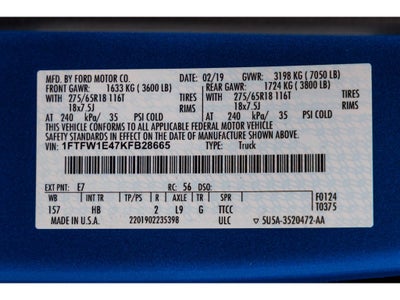 MFD. BY FORD MOTOR CO. 02/19 GVWR: 3198 KG (7050 LB)
FRONT GAWR: 1633 KG (3600 LB) REAR GAWR: 1724 KG (3800 LB)
WITH 275/65R18 116T TIRES WITH 275/65R18 116T TIRES
18x7.5J RIMS 18x7.5J RIMS
AT 240 kPa/ 35 PSI COLD AT 240 kPa/ 35 PSI COLD
THIS VEHICLE CONFORMS TO ALL APPLICABLE FEDERAL MOTOR VEHICLE
SAFETY STANDARDS IN EFFECT ON THE DATE OF MANUFACTURE SHOWN ABOVE.
VIN: 1FTFW1E47KFB28665 TYPE: Truck
EXT PNT: E7 RC: 56 DSO:
WB INT TR TP/PS R AXLE TR SPR F0124
157 HB 2 L9 G TTCC T0375
MADE IN U.S.A. 2201902235398 ULC 5U5A-3520472-AA